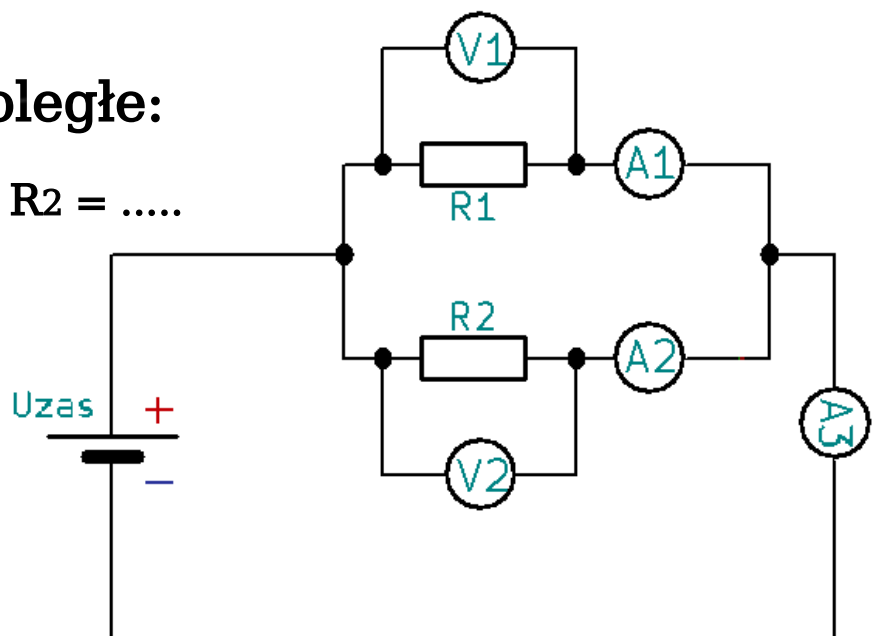 V1
oległe:
A1
R2 = .....
R1
R2
A2
Uzas +
A3
V2
−